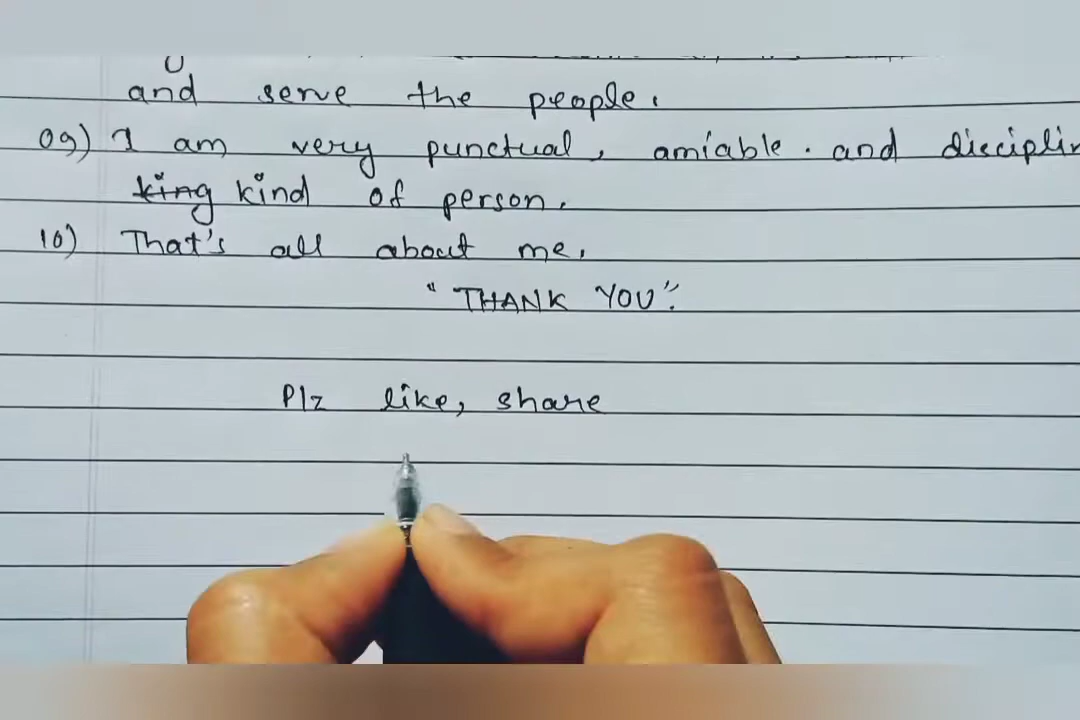 and serve the people.
09) I am very punctual, amiable. and disciplin
king kind of person.
10) That's all about me.
"THANK YOU".
Plz like, share